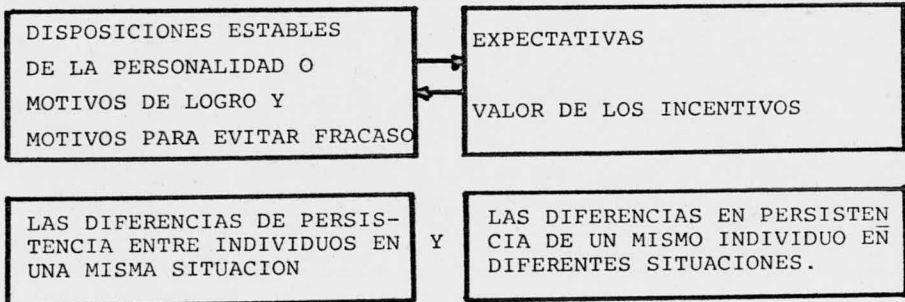 DISPOSICIONES ESTABLES
DE LA PERSONALIDAD O
MOTIVOS DE LOGRO Y
MOTIVOS PARA EVITAR FRACASO
EXPECTATIVAS
VALOR DE LOS INCENTIVOS
LAS DIFERENCIAS DE PERSIS-
TENCIA ENTRE INDIVIDUOS EN
UNA MISMA SITUACION
Y
LAS DIFERENCIAS EN PERSISTEN
CIA DE UN MISMO INDIVIDUO EN
DIFERENTES SITUACIONES.